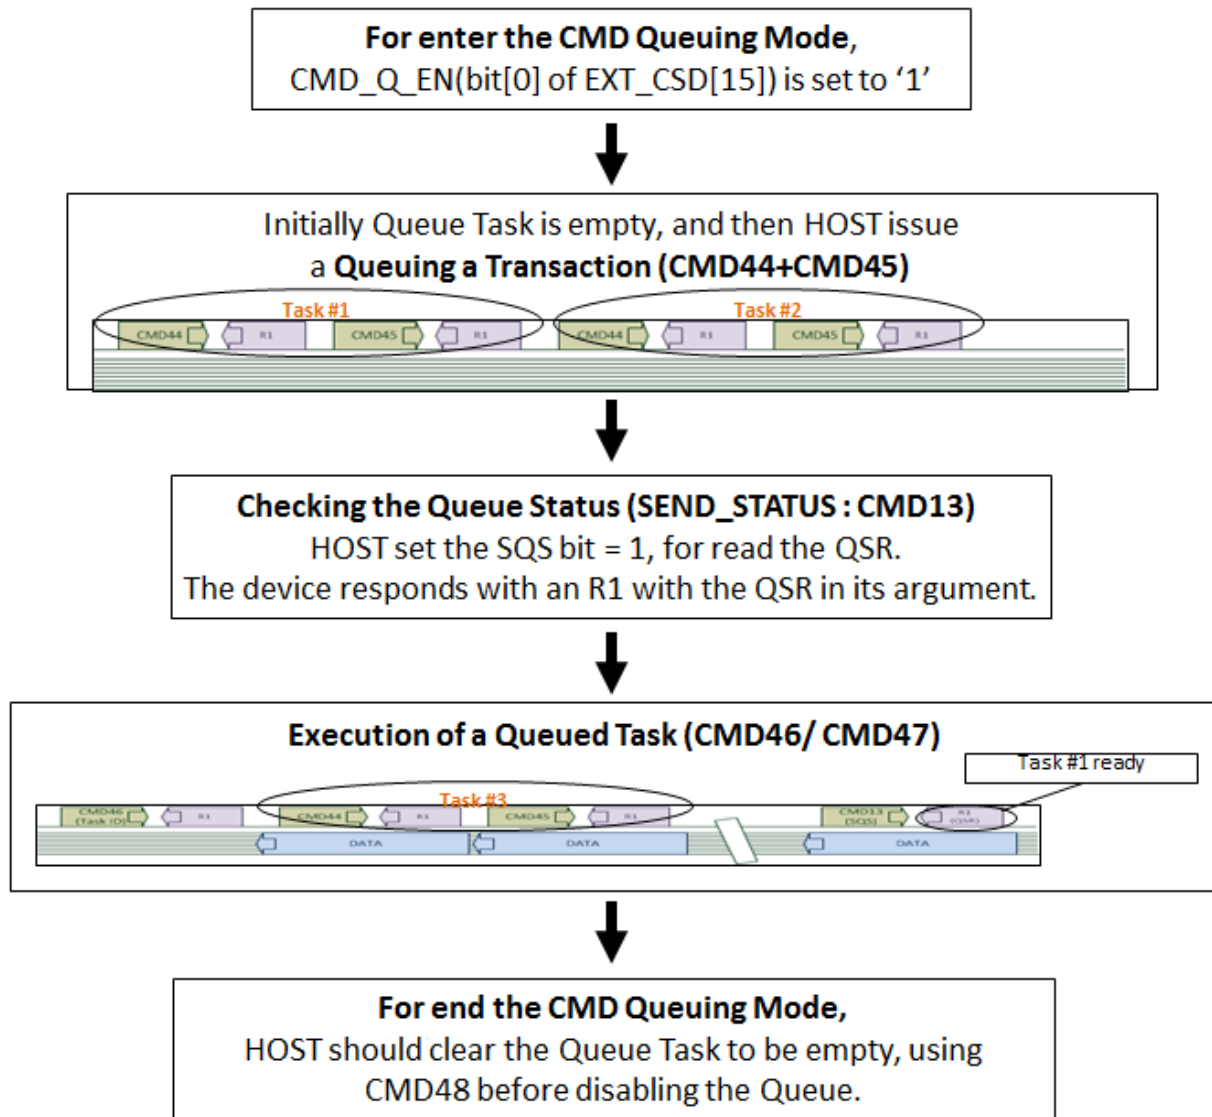 For enter the CMD Queuing Mode,
CMD_Q_EN(bit[0] of EXT_CSD[15]) is set to ‘1’
Initially Queue Task is empty, and then HOST issue
a Queuing a Transaction (CMD44+CMD45)
Task #1 Task #2
CMD44 R1 CMD45 R1 CMD44 R1 CMD45 R1
Checking the Queue Status (SEND_STATUS : CMD13)
HOST set the SQS bit = 1, for read the QSR.
The device responds with an R1 with the QSR in its argument.
Execution of a Queued Task (CMD46/ CMD47)
Task #1 ready
Task #3
CMD46 R1 CMD44 R1 CMD45 R1 CMD13 R1
(Task ID) (SQS) (QSR)
DATA DATA DATA
For end the CMD Queuing Mode,
HOST should clear the Queue Task to be empty, using
CMD48 before disabling the Queue.